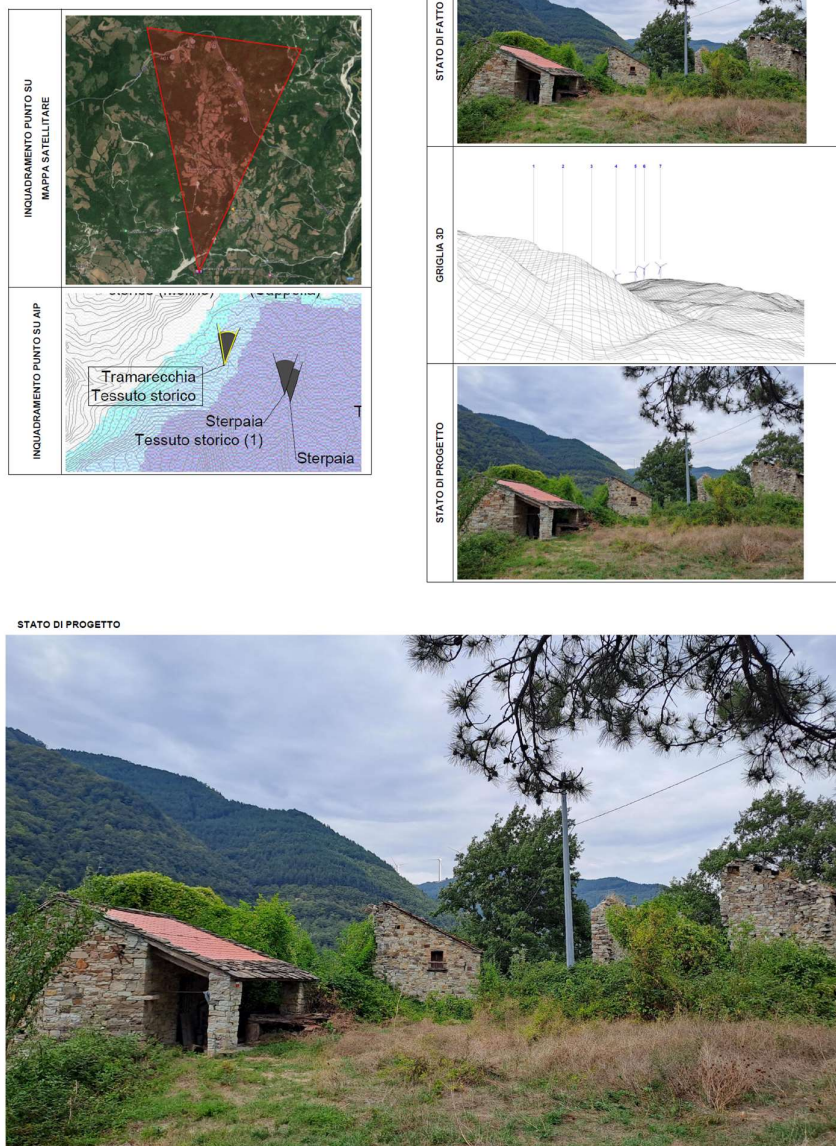 INQUADRAMENTO PUNTO SU
MAPPA SATELLITARE
INQUADRAMENTO PUNTO SU AIP
Tramarecchia
Tessuto storico
Sterpaia
Tessuto storico (1)
Sterpaia
STATO DI FATTO
GRIGLIA 3D
1 2 3 4 5 6 7
STATO DI PROGETTO
STATO DI PROGETTO